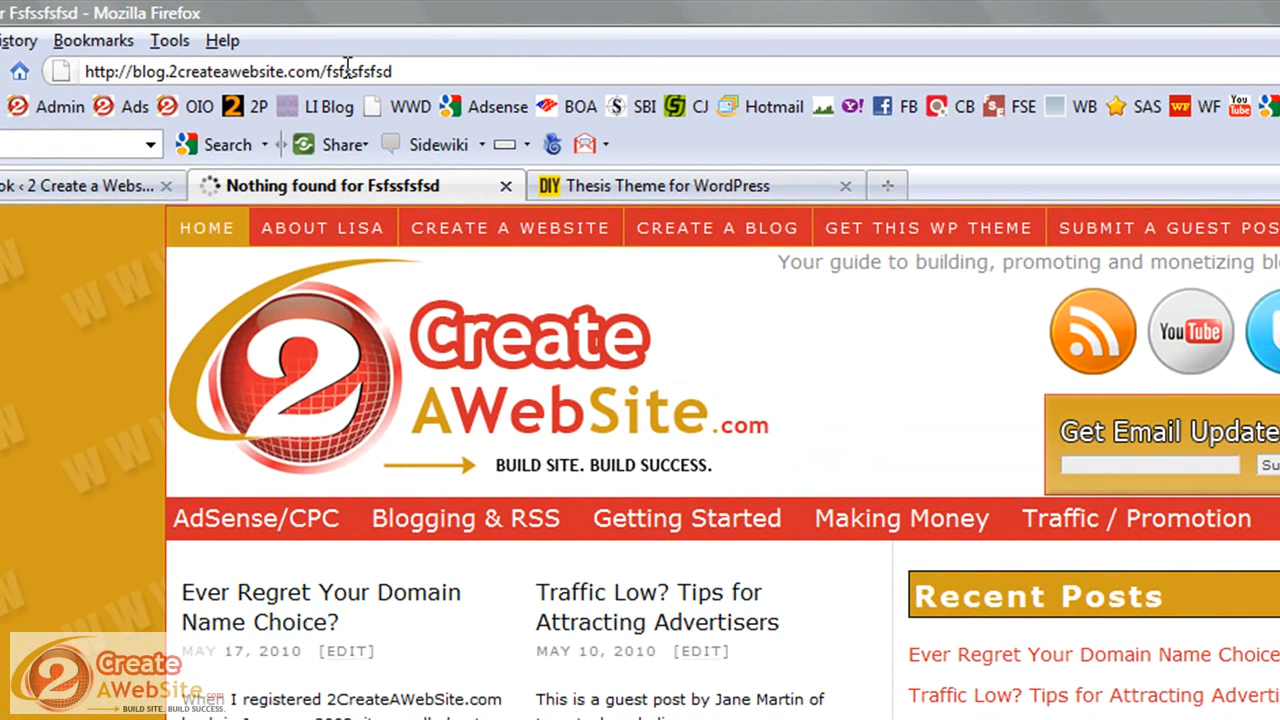 r Fsfssfsfsd - Mozilla Firefox
istory Bookmarks Tools Help
http://blog.2createawebsite.com/fsfssfsfsd
Admin Ads OIO 2 2P LI Blog WWD Adsense BOA SBI CJ Hotmail Y! FB CB FSE WB SAS WF WF You Tube
Search Share Sidewiki
ok ‹ 2 Create a Webs... Nothing found for Fsfssfsfsd DIY Thesis Theme for WordPress
HOME ABOUT LISA CREATE A WEBSITE CREATE A BLOG GET THIS WP THEME SUBMIT A GUEST POS
Your guide to building, promoting and monetizing bl
2 Create
AWebSite.com
BUILD SITE. BUILD SUCCESS.
You Tube
Get Email Update
Su
AdSense/CPC Blogging & RSS Getting Started Making Money Traffic / Promotion
Ever Regret Your Domain
Name Choice?
MAY 17, 2010 [EDIT]
When I registered 2CreateAWebSite.com
Traffic Low? Tips for
Attracting Advertisers
MAY 10, 2010 [EDIT]
This is a guest post by Jane Martin of
Recent Posts
Ever Regret Your Domain Name Choice
Traffic Low? Tips for Attracting Adverti
2 Create
AWebSite.com
BUILD SITE. BUILD SUCCESS.